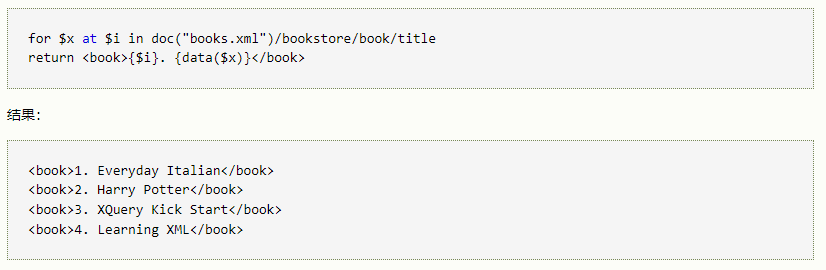 for $x at $i in doc("books.xml")/bookstore/book/title
return <book>{$i}. {data($x)}</book>
结果：
<book>1. Everyday Italian</book>
<book>2. Harry Potter</book>
<book>3. XQuery Kick Start</book>
<book>4. Learning XML</book>